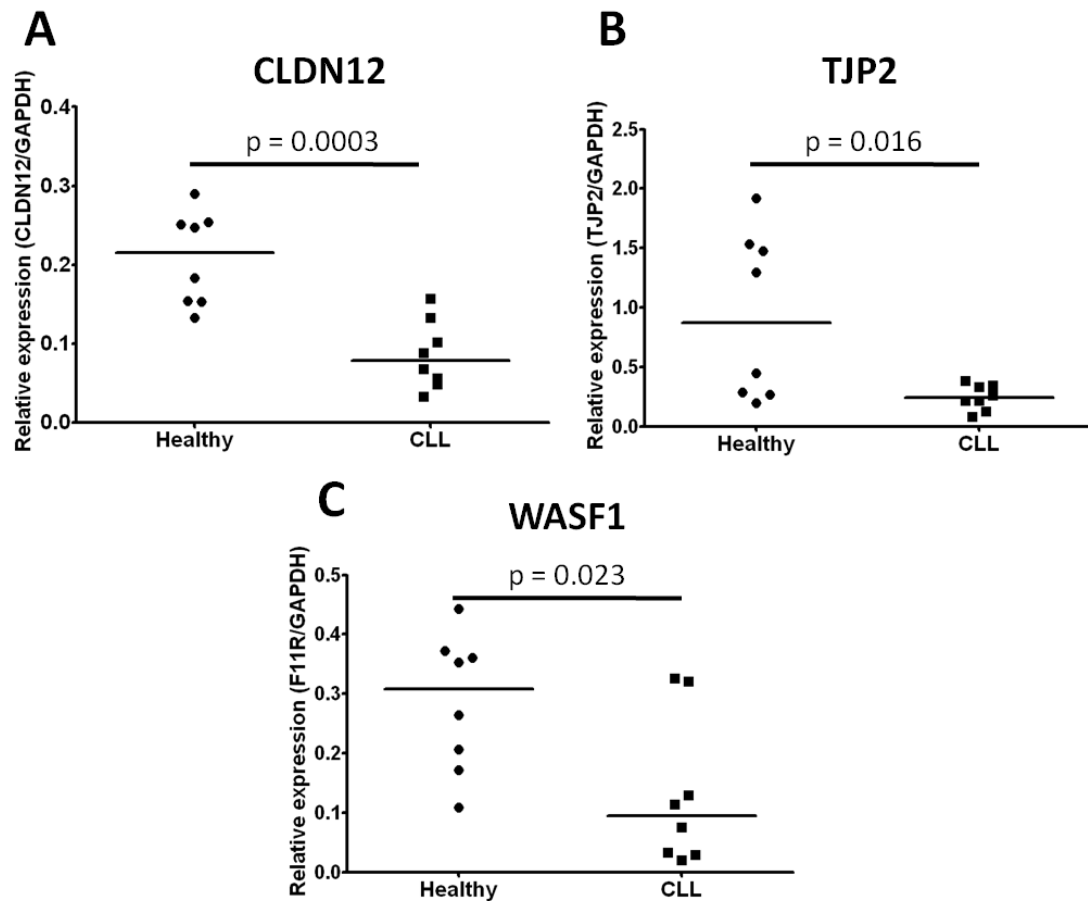 A
CLDN12
Relative expression (CLDN12/GAPDH)
0.4
0.3
0.2
0.1
0.0
p = 0.0003
Healthy
CLL
B
TJP2
Relative expression (TJP2/GAPDH)
2.5
2.0
1.5
1.0
0.5
0.0
p = 0.016
Healthy
CLL
C
WASF1
Relative expression (F11R/GAPDH)
0.5
0.4
0.3
0.2
0.1
0.0
p = 0.023
Healthy
CLL